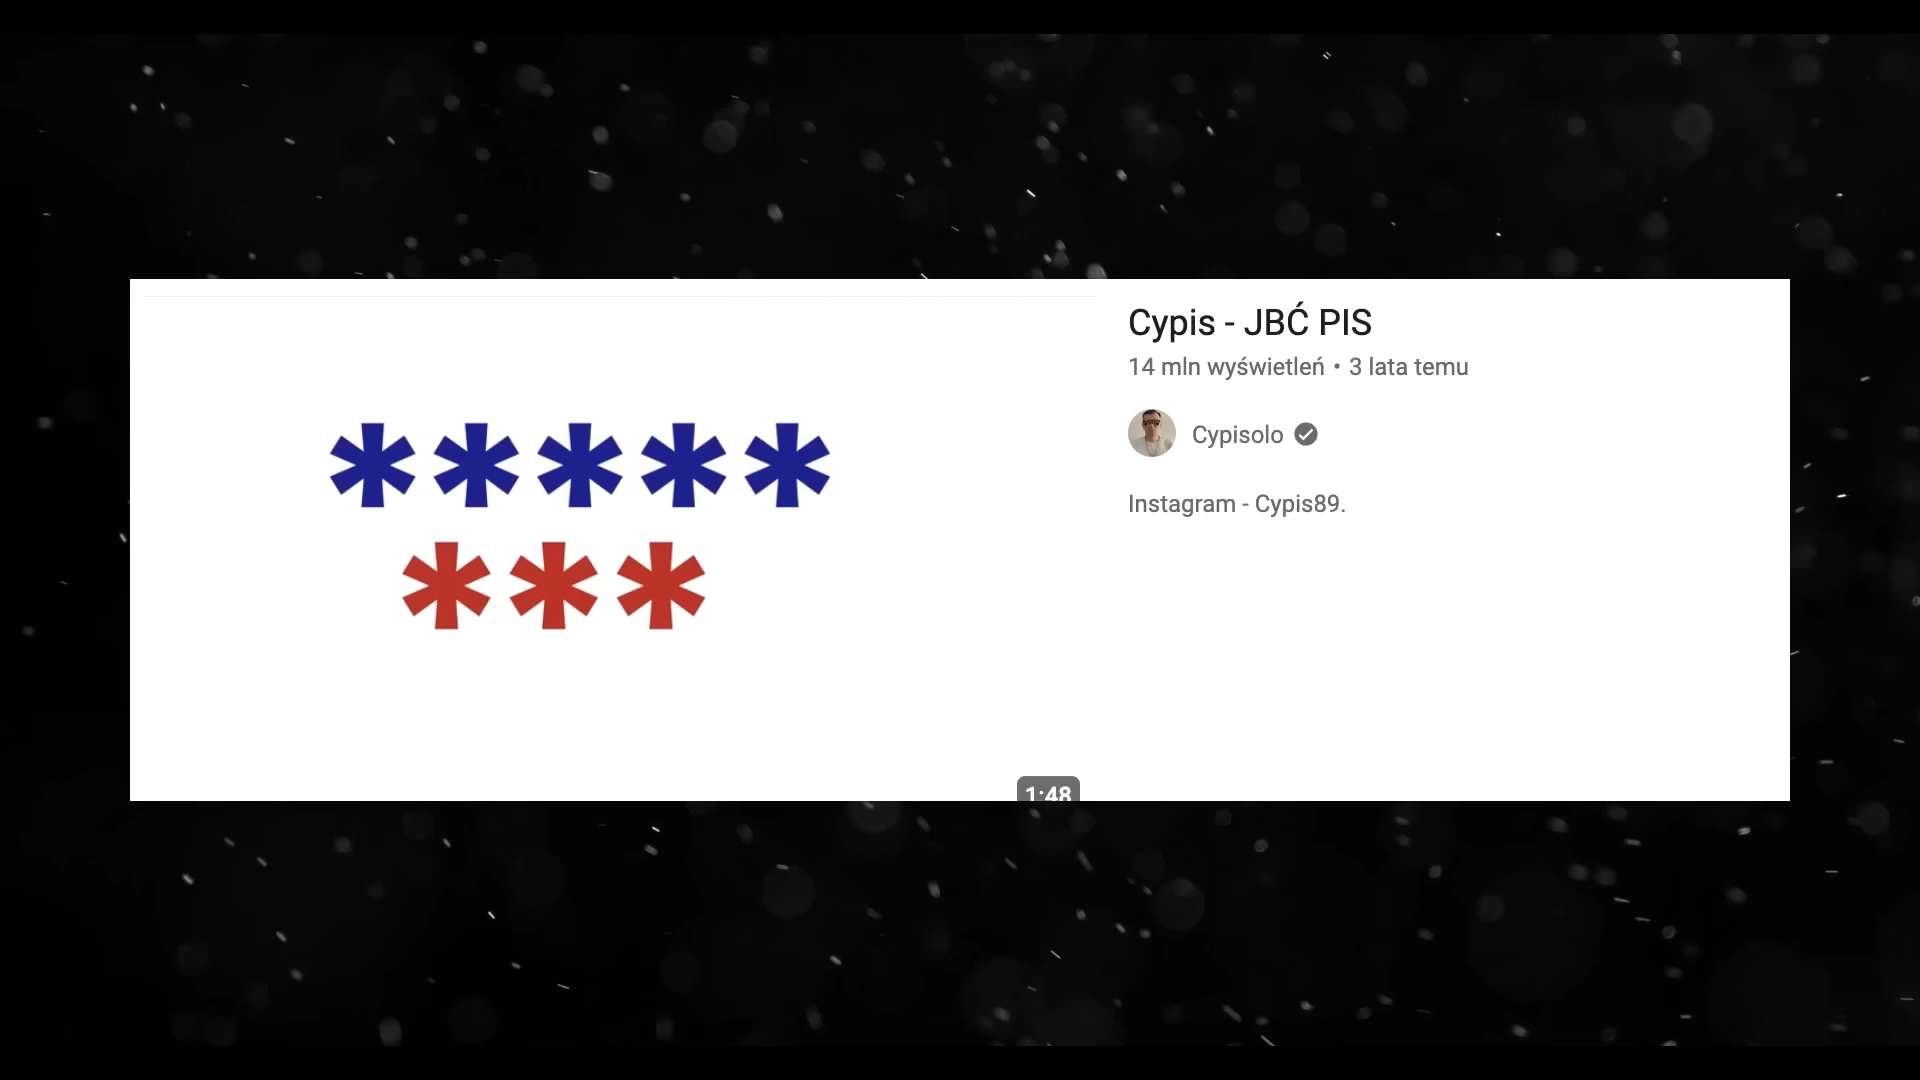 *****
***
1:48
Cypis - JBĆ PIS
14 mln wyświetleń • 3 lata temu
Cypisolo
Instagram - Cypis89.